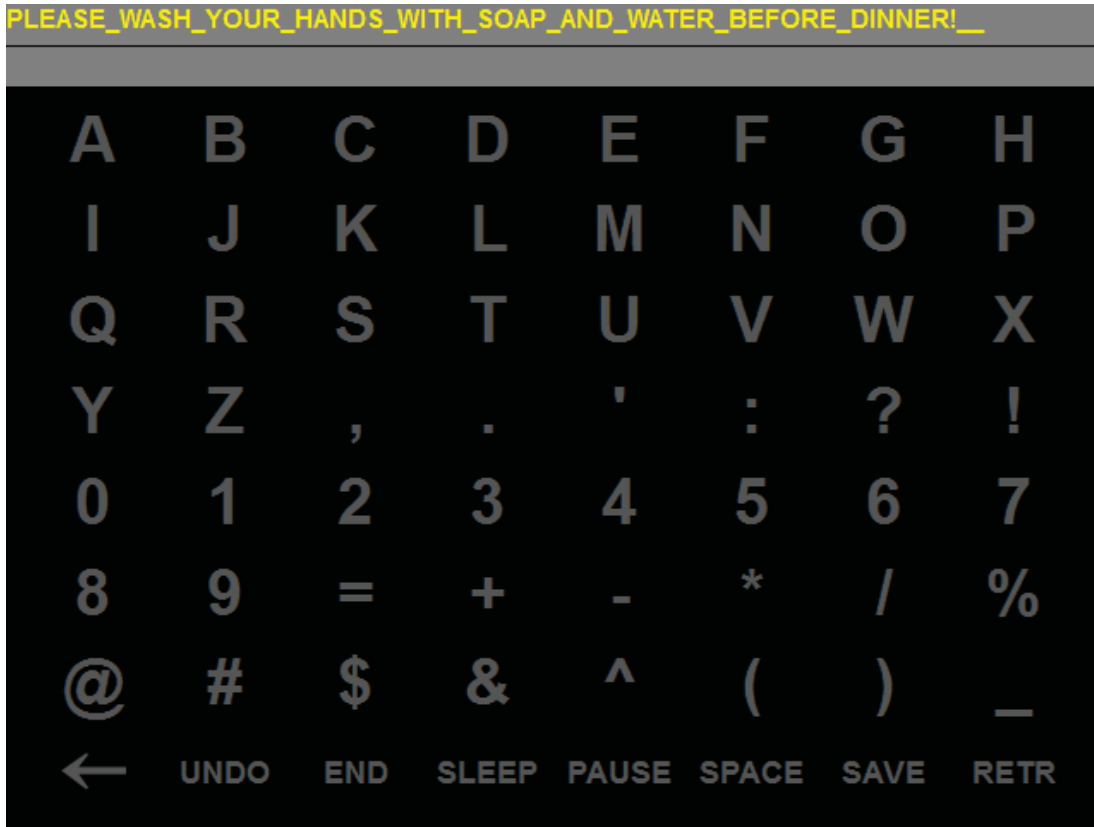 PLEASE_WASH_YOUR_HANDS_WITH_SOAP_AND_WATER_BEFORE_DINNER!__
A B C D E F G H
I J K L M N O P
Q R S T U V W X
Y Z , . ' : ? !
0 1 2 3 4 5 6 7
8 9 = + - * / %
@ # $ & ^ ( ) _
← UNDO END SLEEP PAUSE SPACE SAVE RETR